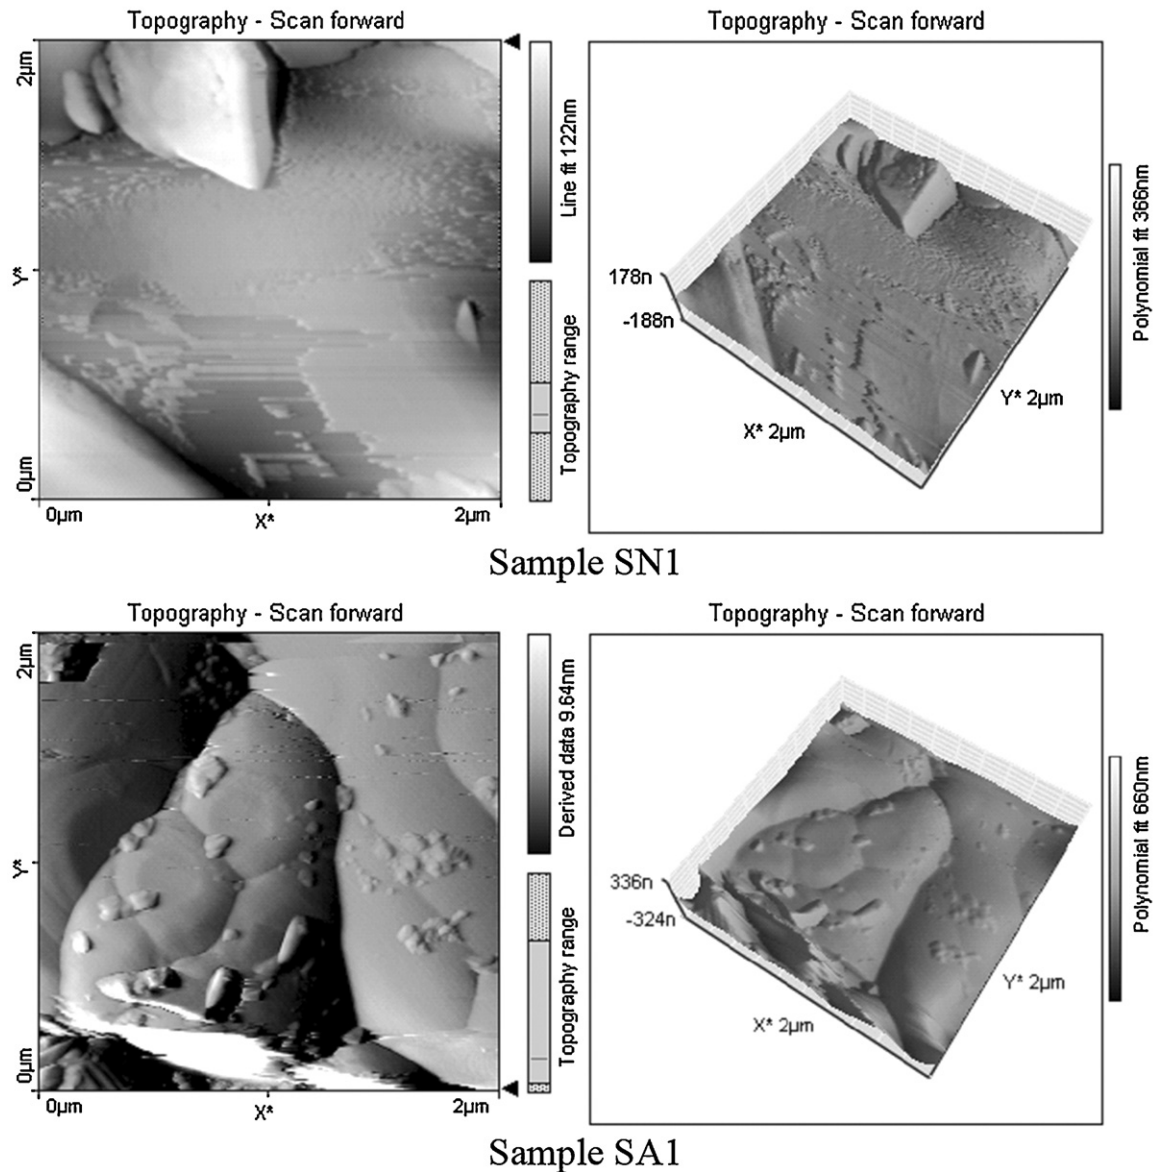 Topography - Scan forward
2µm
Y*
0µm
0µm
X*
2µm
Line fit 122nm
Topography range
Topography - Scan forward
178n
-188n
X* 2µm
Y* 2µm
Polynomial fit 366nm
Sample SN1
Topography - Scan forward
2µm
Y*
0µm
0µm
X*
2µm
Derived data 9.64nm
Topography range
Topography - Scan forward
336n
-324n
X* 2µm
Y* 2µm
Polynomial fit 660nm
Sample SA1